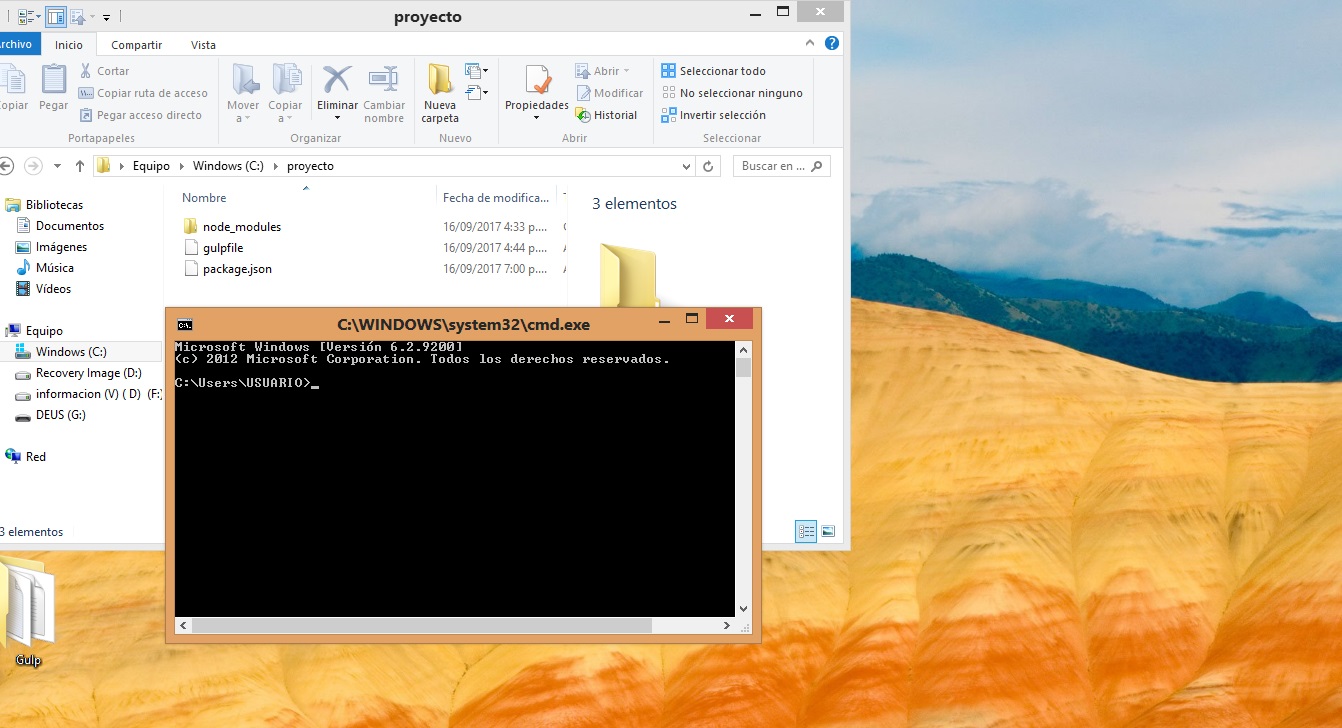 proyecto
rchivo Inicio Compartir Vista
opiar
Pegar
Cortar
Copiar ruta de acceso
Pegar acceso directo
Portapapeles
Mover a
Copiar a
Eliminar
Cambiar nombre
Organizar
Nueva carpeta
Nuevo
Propiedades
Abrir
Modificar
Historial
Abrir
Seleccionar todo
No seleccionar ninguno
Invertir selección
Seleccionar
Equipo Windows (C:) proyecto
Buscar en ...
Bibliotecas
Documentos
Imágenes
Música
Vídeos
Equipo
Windows (C:)
Recovery Image (D:)
informacion (V) ( D) (F:)
DEUS (G:)
Red
Nombre Fecha de modifica...
node_modules 16/09/2017 4:33 p....
gulpfile 16/09/2017 4:44 p....
package.json 16/09/2017 7:00 p....
3 elementos
C:\WINDOWS\system32\cmd.exe
Microsoft Windows [Versión 6.2.9200]
(c) 2012 Microsoft Corporation. Todos los derechos reservados.
C:\Users\USUARIO>_
3 elementos
Gulp